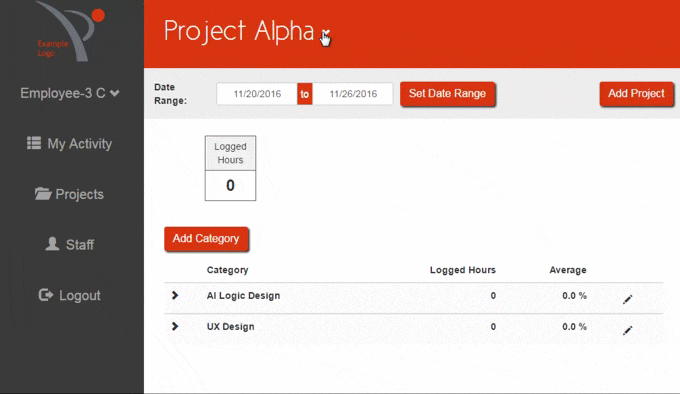 Example
Logo
Project Alpha
Employee-3 C
My Activity
Projects
Staff
Logout
Date
Range:
11/20/2016 to 11/26/2016
Set Date Range
Add Project
Logged
Hours
0
Add Category
Category Logged Hours Average
AI Logic Design 0 0.0 %
UX Design 0 0.0 %